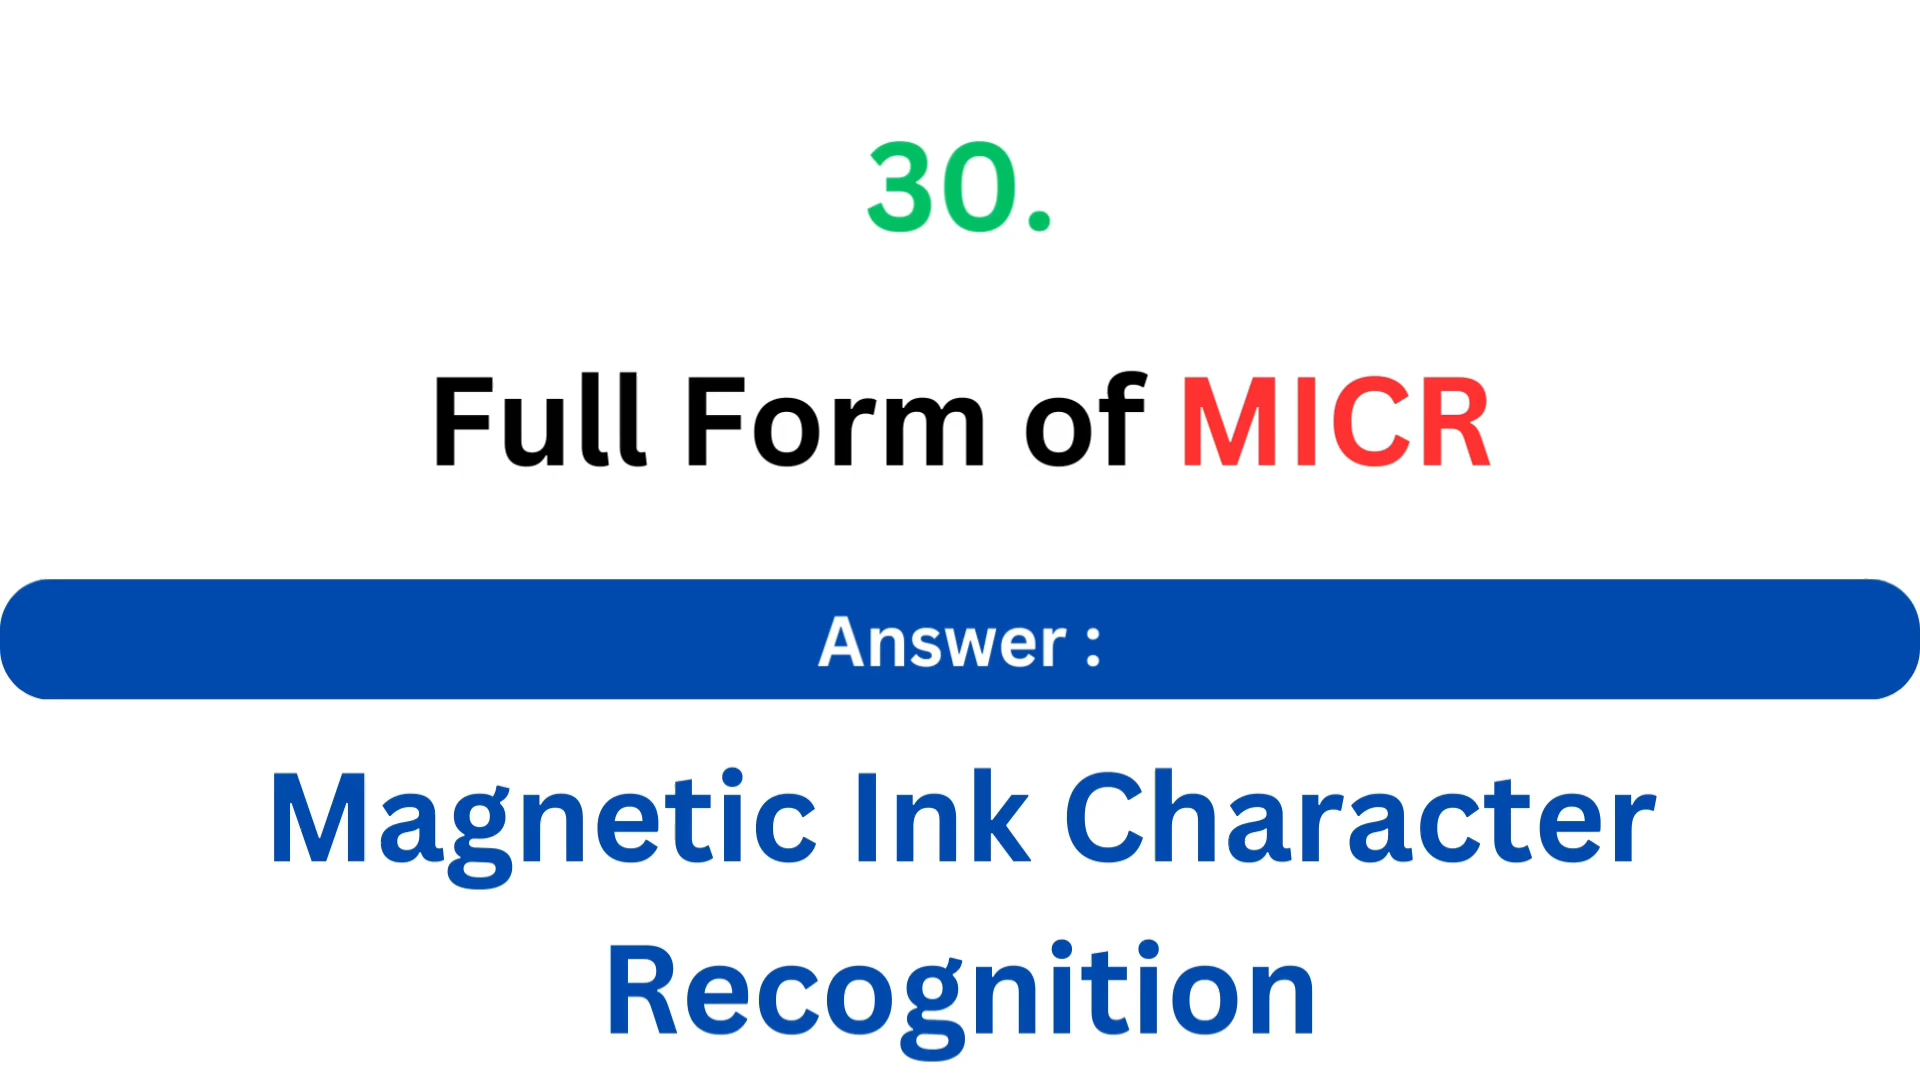 30.
Full Form of MICR
Answer :
Magnetic Ink Character
Recognition